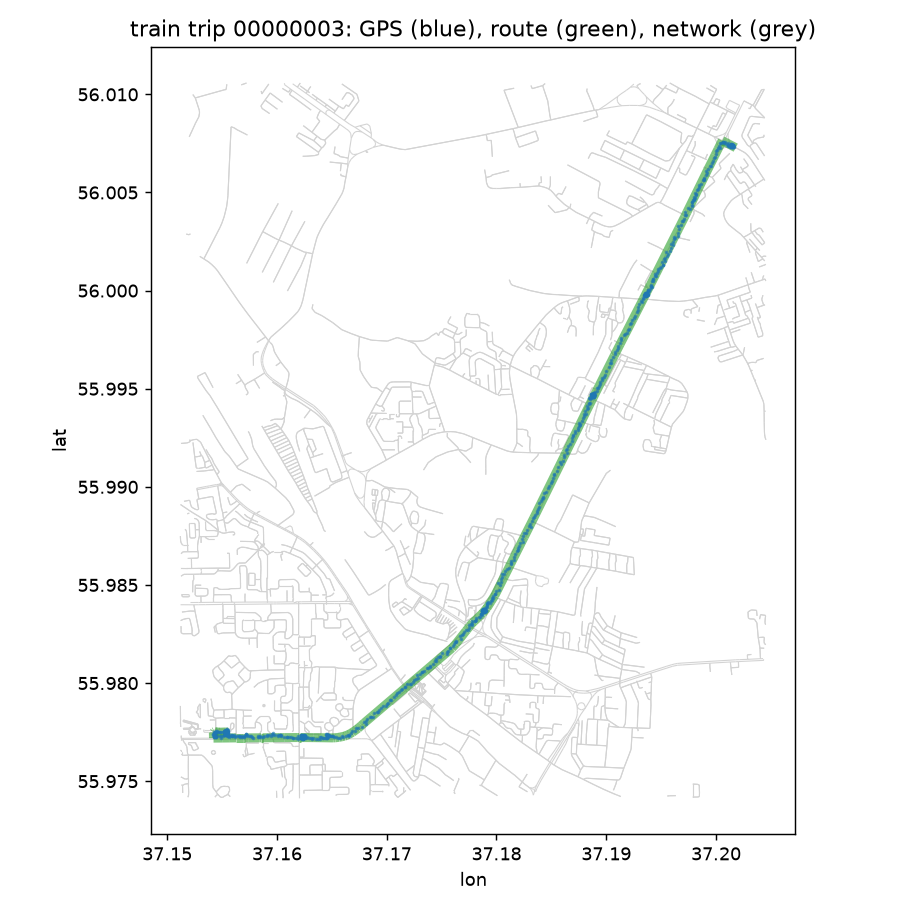 train trip 00000003: GPS (blue), route (green), network (grey)
56.010
56.005
56.000
55.995
55.990
55.985
55.980
55.975
lat
37.15 37.16 37.17 37.18 37.19 37.20
lon